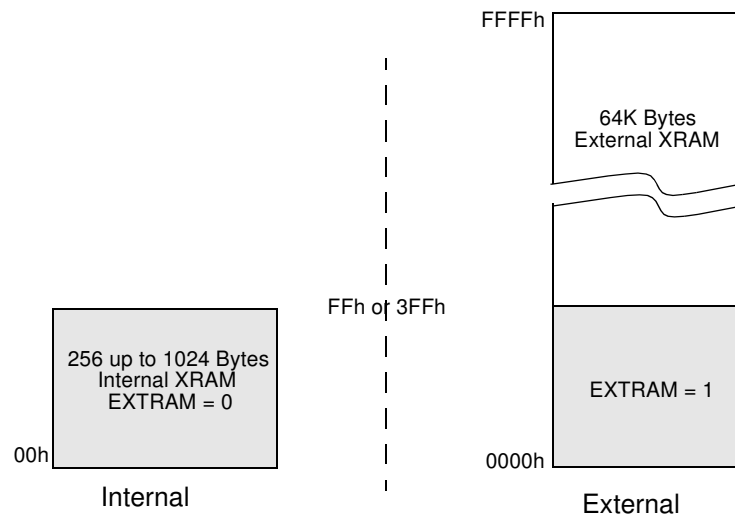 FFFFh
64K Bytes
External XRAM
FFh or 3FFh
256 up to 1024 Bytes
Internal XRAM
EXTRAM = 0
EXTRAM = 1
00h
0000h
Internal
External